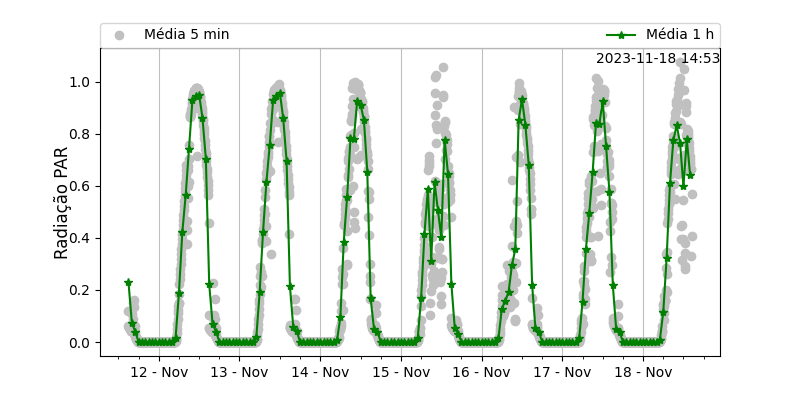 Média 5 min
Média 1 h
2023-11-18 14:53
Radiação PAR
1.0
0.8
0.6
0.4
0.2
0.0
12 - Nov
13 - Nov
14 - Nov
15 - Nov
16 - Nov
17 - Nov
18 - Nov